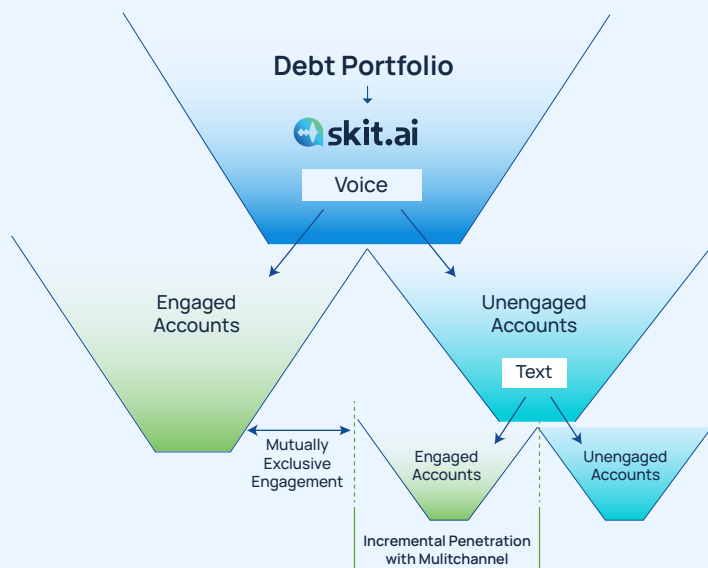 Debt Portfolio
skit.ai
Voice
Engaged
Accounts
Unengaged
Accounts
Text
Mutually
Exclusive
Engagement
Engaged
Accounts
Unengaged
Accounts
Incremental Penetration
with Mulitchannel